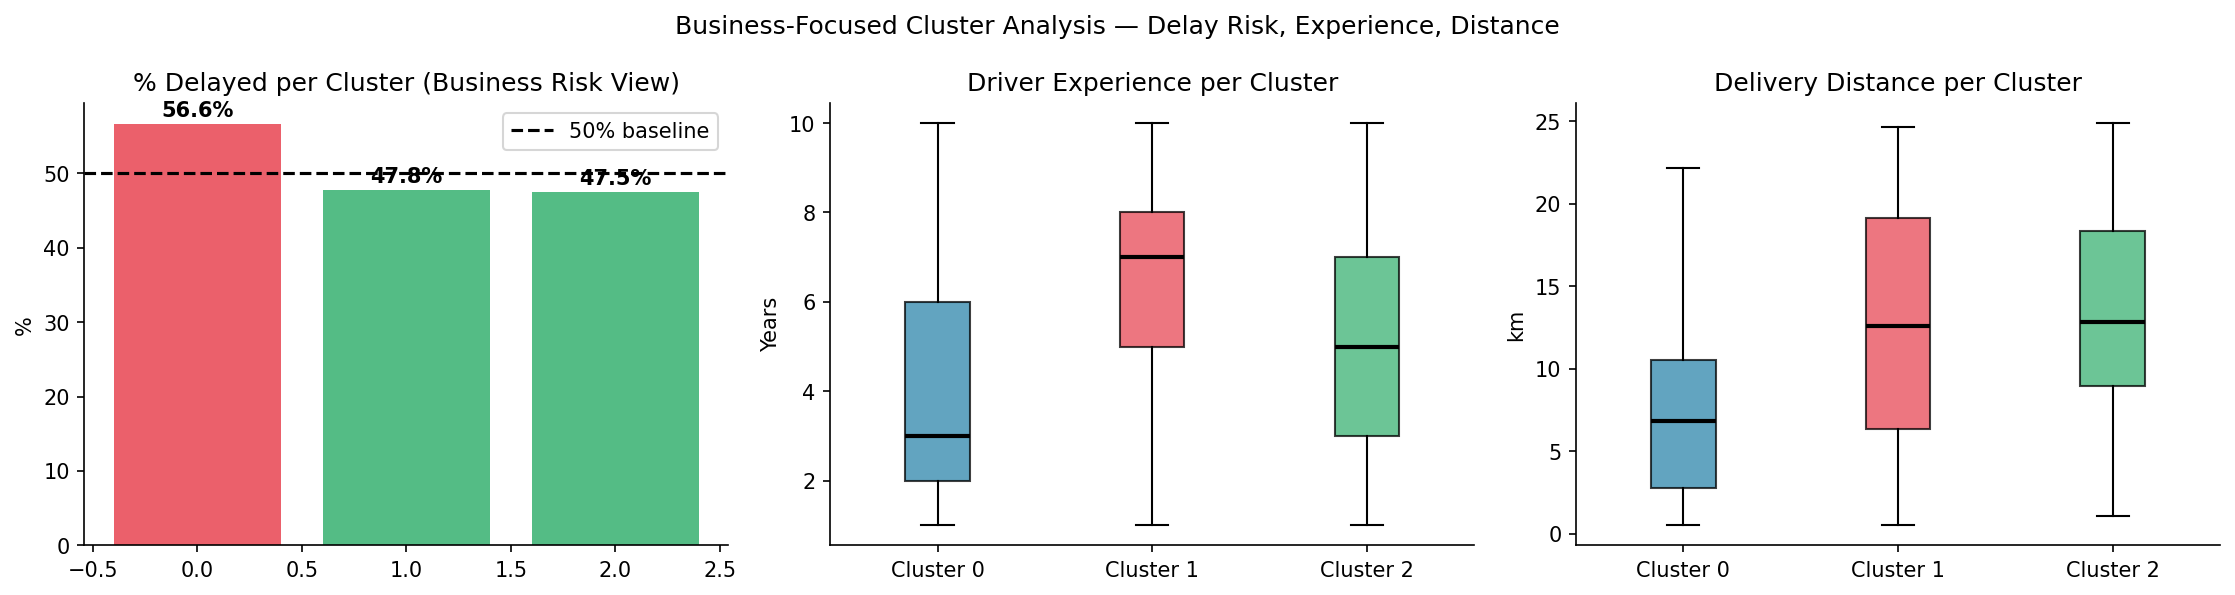 Business-Focused Cluster Analysis — Delay Risk, Experience, Distance
% Delayed per Cluster (Business Risk View)
56.6%
47.8%
47.5%
50% baseline
%
50
40
30
20
10
0
−0.5
0.0
0.5
1.0
1.5
2.0
2.5
Driver Experience per Cluster
Years
10
8
6
4
2
Cluster 0
Cluster 1
Cluster 2
Delivery Distance per Cluster
km
25
20
15
10
5
0
Cluster 0
Cluster 1
Cluster 2